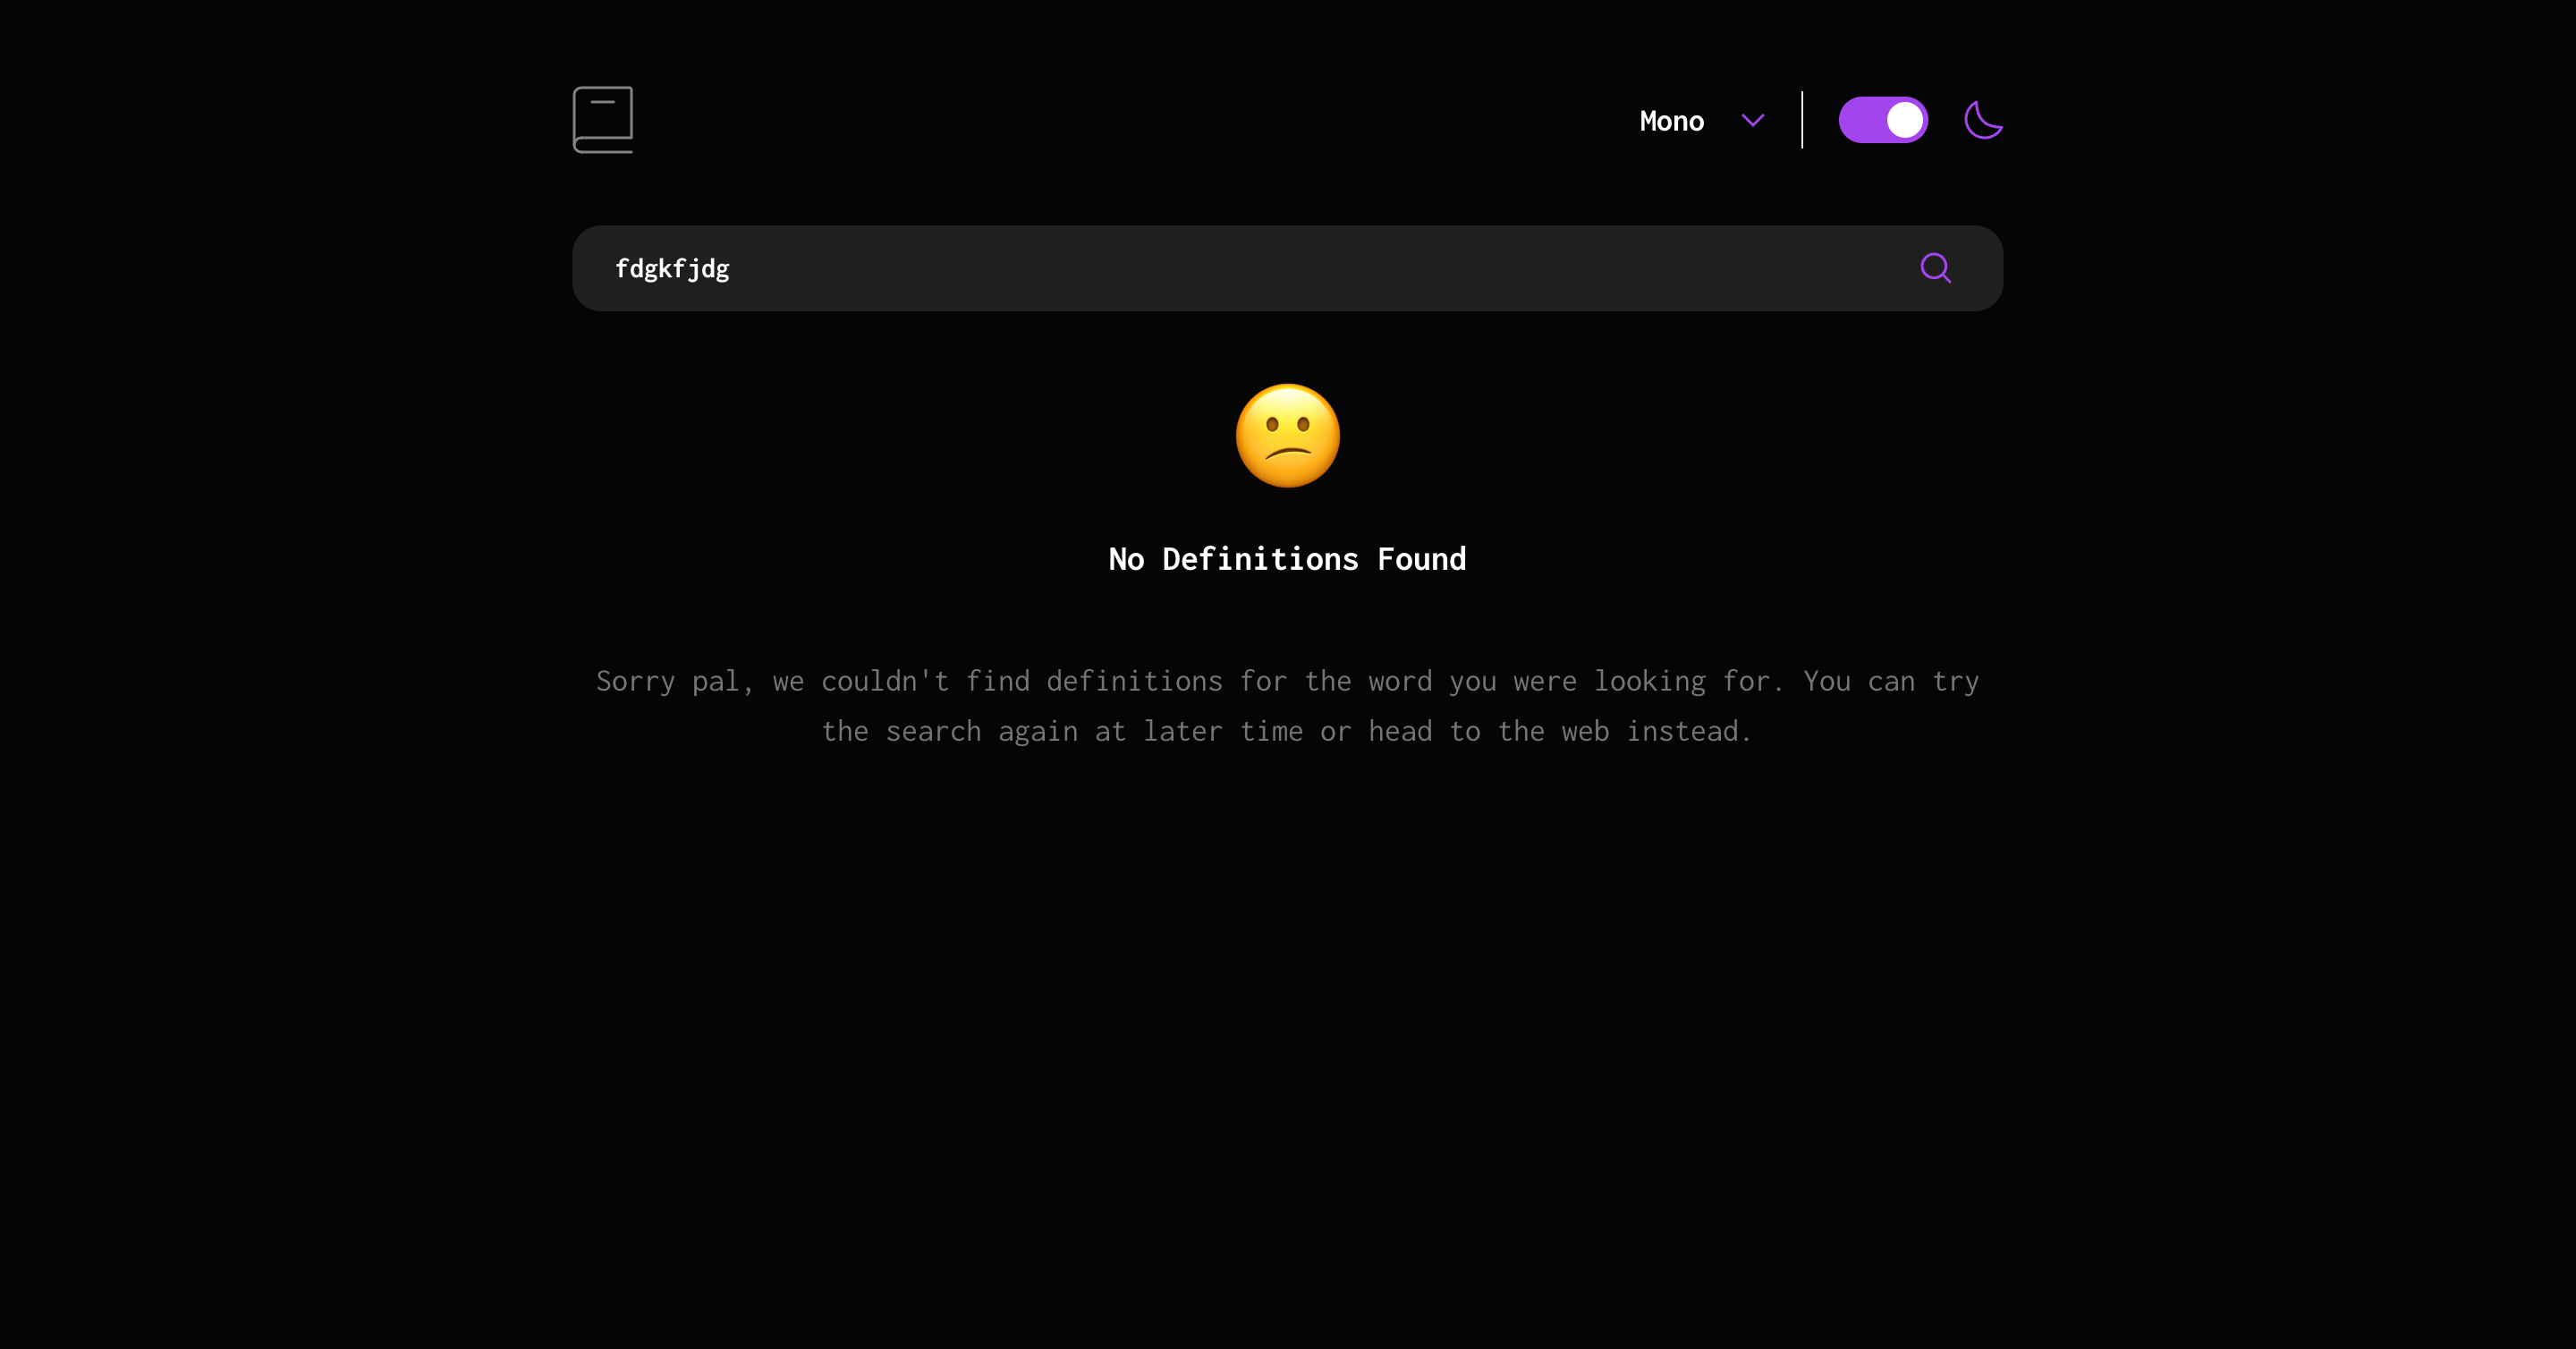 Mono
fdgkfjdg
No Definitions Found
Sorry pal, we couldn't find definitions for the word you were looking for. You can try
the search again at later time or head to the web instead.